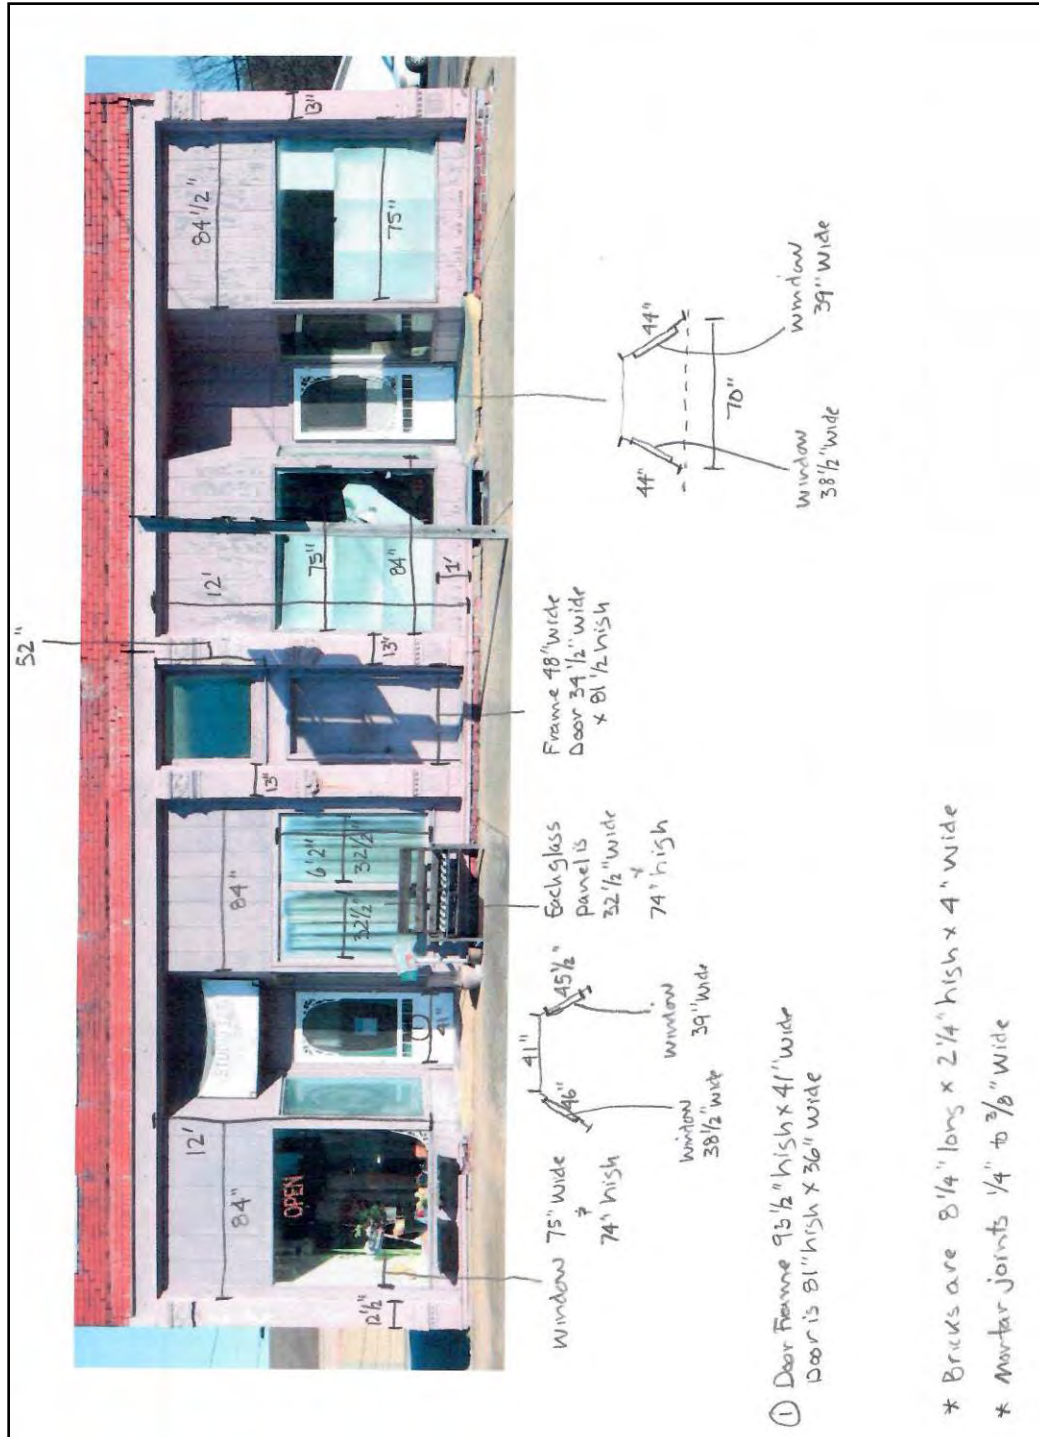 52"
12'
84"
OPEN
12 1/2"
41"
1
84"
6'2"
32 1/2"
32 1/2"
13"
13"
12'
75"
84"
1'
84 1/2"
75"
13"
Window 75" wide
74" high
41"
46"
45 1/2"
window
38 1/2" wide
window
39" wide
Each glass
panel is
32 1/2" wide
x
74" high
Frame 48" wide
Door 34 1/2" wide
x 81 1/2 high
44"
44"
70"
window
38 1/2" wide
window
39" wide
① Door Frame 93 1/2" high x 41" wide
Door is 81" high x 36" wide
* Bricks are 8 1/4" long x 2 1/4" high x 4" wide
* Mortar joints 1/4" to 3/8" wide